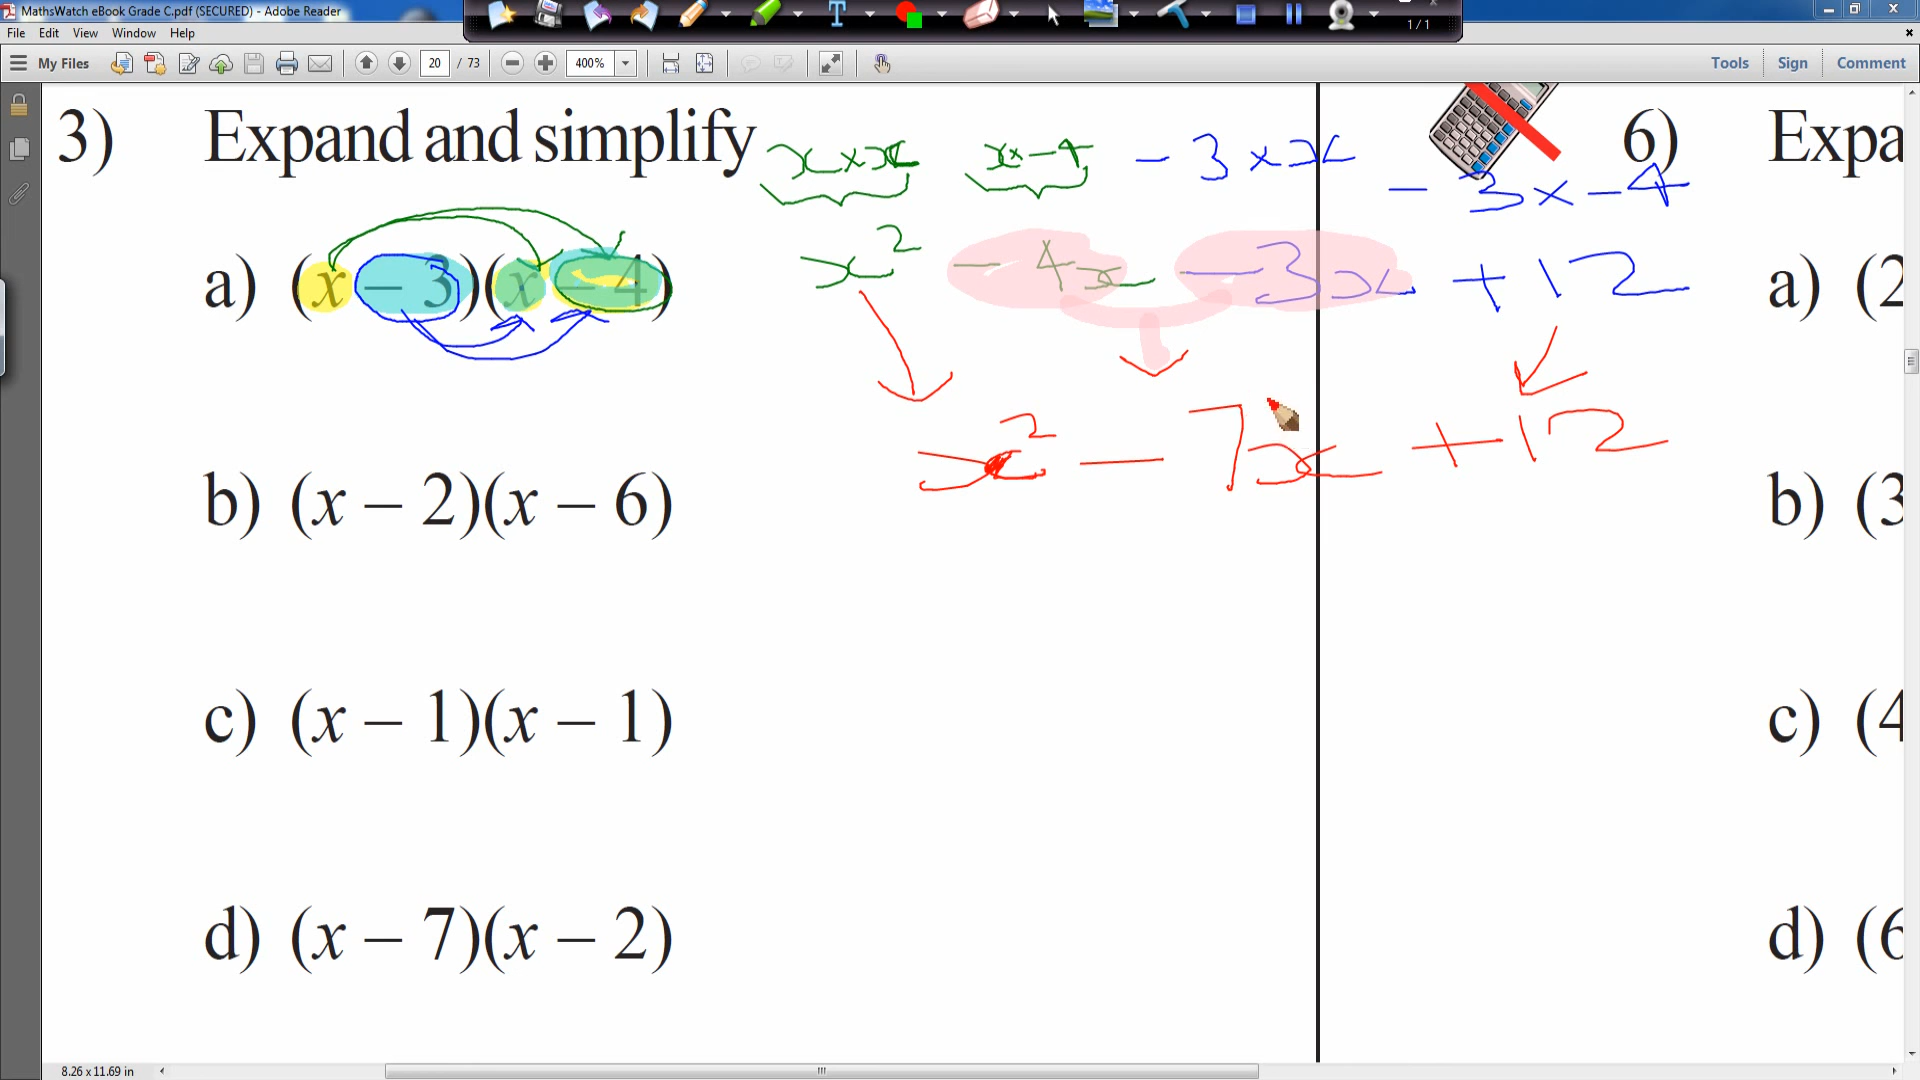 MathsWatch eBook Grade C.pdf (SECURED) - Adobe Reader
File Edit View Window Help
1 / 1
My Files 20 / 73 400% Tools Sign Comment
3) Expand and simplify
x × x x × -4 - 3 × x - 3 × - 4
a) (x – 3)(x – 4)
x² - 4x - 3x + 12
x² - 7x + 12
b) (x – 2)(x – 6)
c) (x – 1)(x – 1)
d) (x – 7)(x – 2)
6) Expa
a) (2
b) (3
c) (4
d) (6
8.26 x 11.69 in